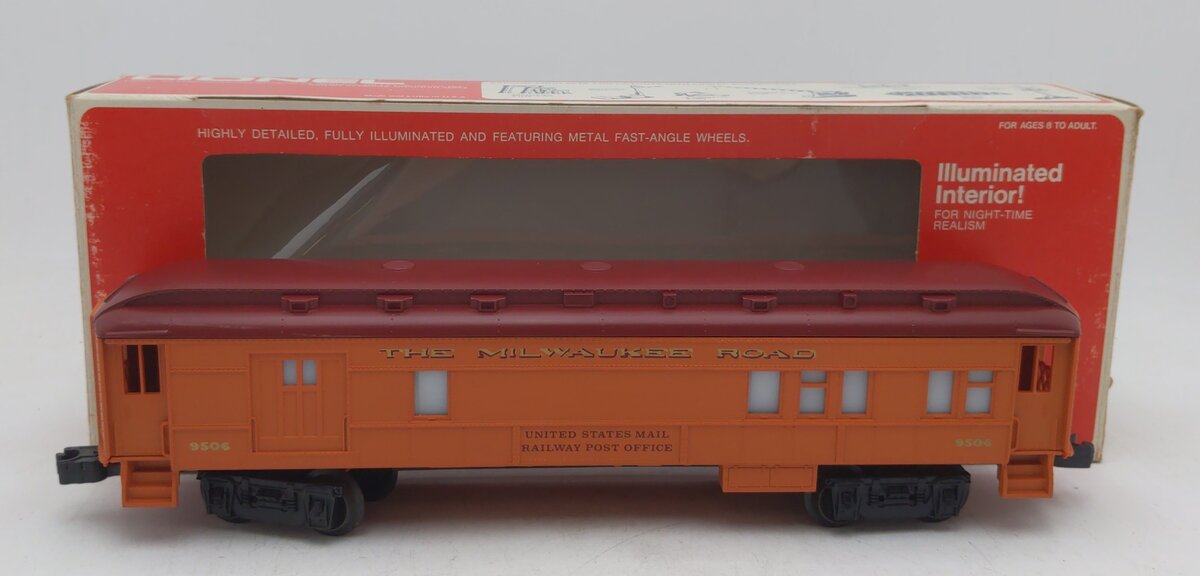 LIONEL
HIGHLY DETAILED, FULLY ILLUMINATED AND FEATURING METAL FAST-ANGLE WHEELS.
FOR AGES 8 TO ADULT.
Illuminated
Interior!
FOR NIGHT-TIME
REALISM
THE MILWAUKEE ROAD
9506
UNITED STATES MAIL
RAILWAY POST OFFICE
9506